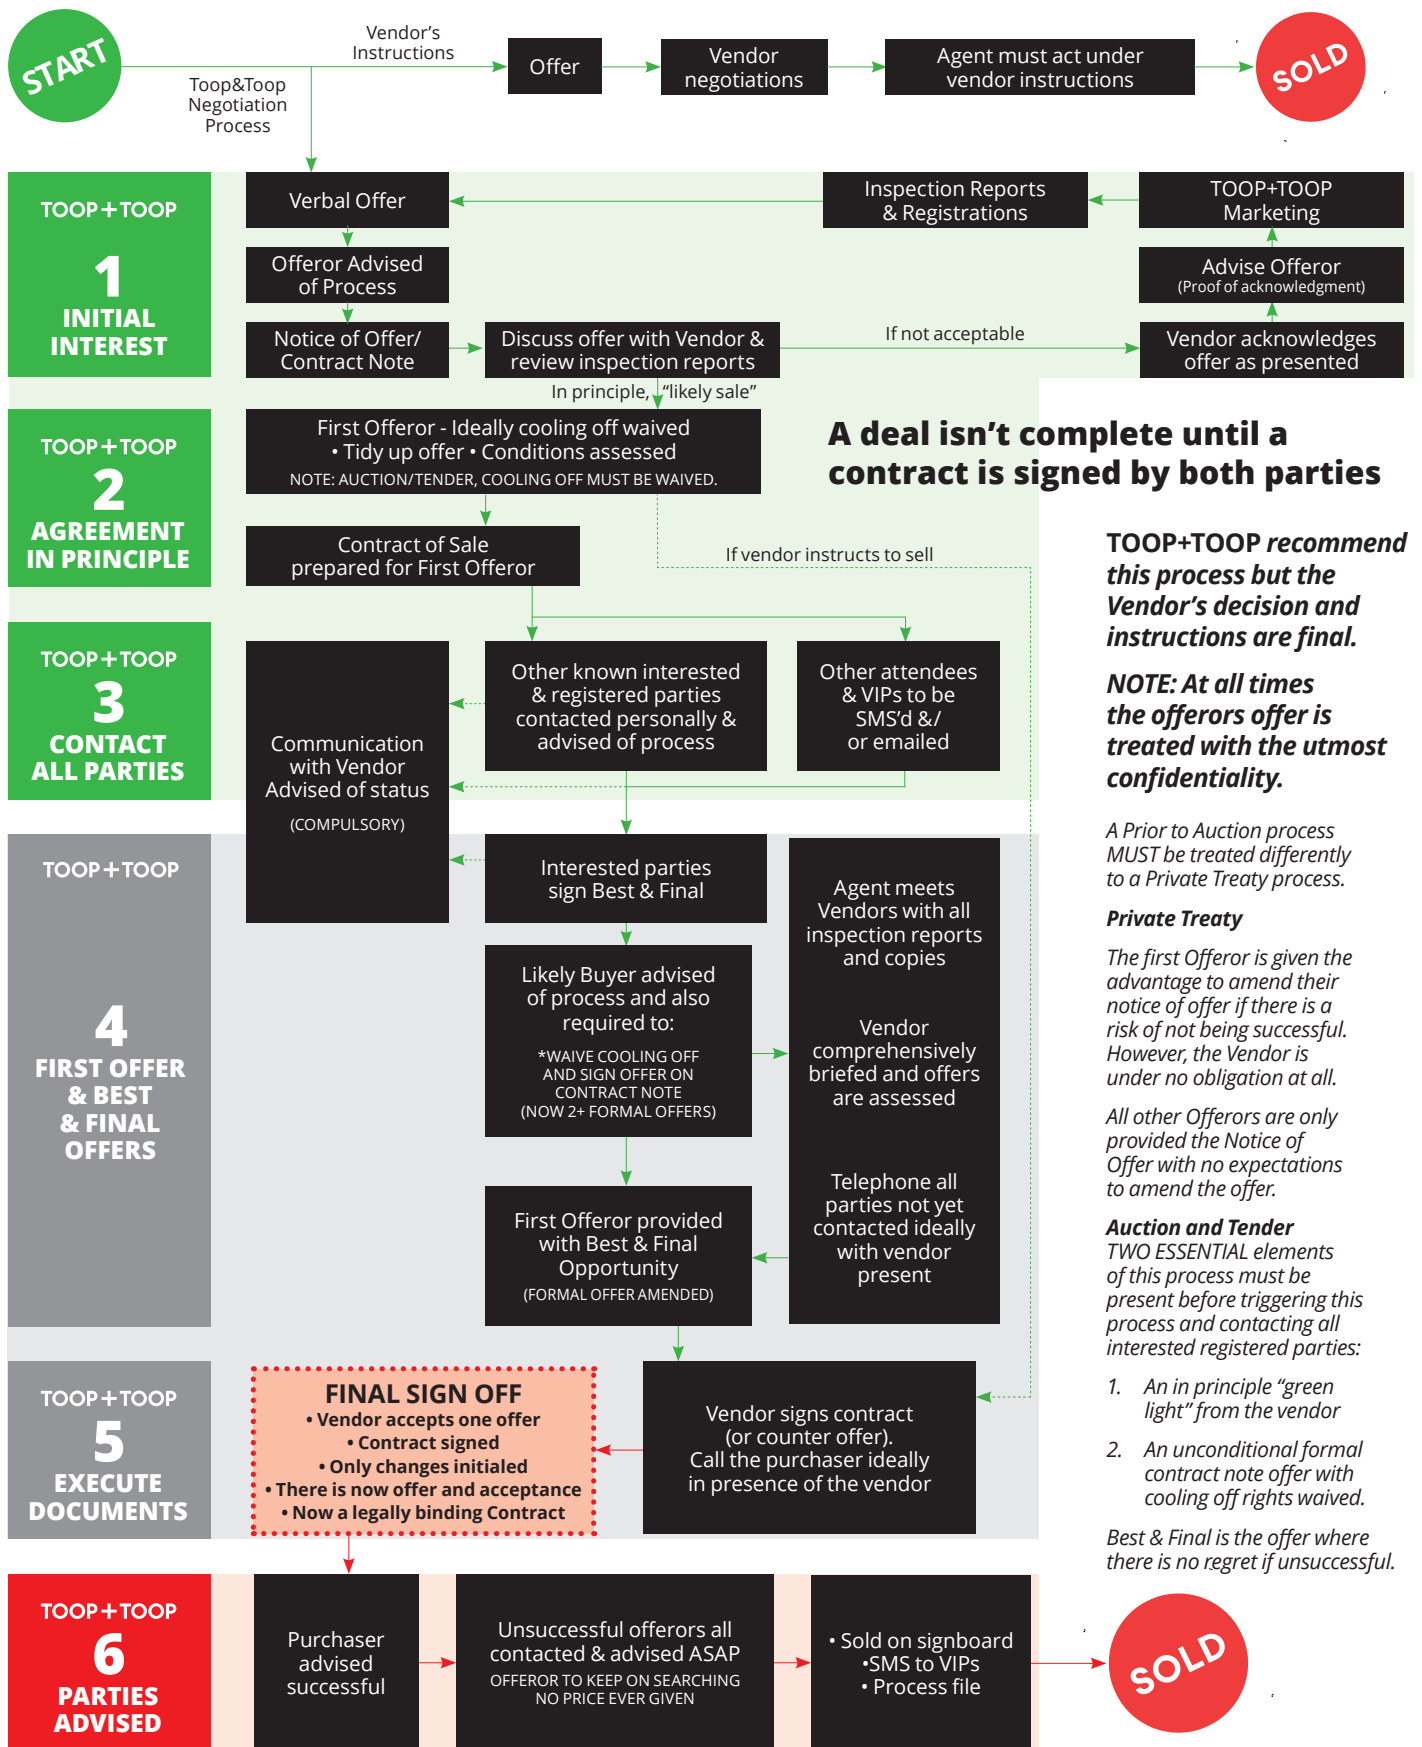 START
Vendor’s
Instructions
Toop&Toop
Negotiation
Process
Offer
Vendor
negotiations
Agent must act under
vendor instructions
SOLD
TOOP+TOOP
1
INITIAL
INTEREST
Verbal Offer
Inspection Reports
& Registrations
TOOP+TOOP
Marketing
Offeror Advised
of Process
Advise Offeror
(Proof of acknowledgment)
Notice of Offer/
Contract Note
Discuss offer with Vendor &
review inspection reports
If not acceptable
Vendor acknowledges
offer as presented
In principle, “likely sale”
TOOP+TOOP
2
AGREEMENT
IN PRINCIPLE
First Offeror - Ideally cooling off waived
• Tidy up offer • Conditions assessed
NOTE: AUCTION/TENDER, COOLING OFF MUST BE WAIVED.
Contract of Sale
prepared for First Offeror
If vendor instructs to sell
A deal isn’t complete until a
contract is signed by both parties
TOOP+TOOP
3
CONTACT
ALL PARTIES
Communication
with Vendor
Advised of status
(COMPULSORY)
Other known interested
& registered parties
contacted personally &
advised of process
Other attendees
& VIPs to be
SMS’d &/
or emailed
TOOP+TOOP
4
FIRST OFFER
& BEST
& FINAL
OFFERS
Interested parties
sign Best & Final
Likely Buyer advised
of process and also
required to:
*WAIVE COOLING OFF
AND SIGN OFFER ON
CONTRACT NOTE
(NOW 2+ FORMAL OFFERS)
First Offeror provided
with Best & Final
Opportunity
(FORMAL OFFER AMENDED)
Agent meets
Vendors with all
inspection reports
and copies
Vendor
comprehensively
briefed and offers
are assessed
Telephone all
parties not yet
contacted ideally
with vendor
present
TOOP+TOOP
5
EXECUTE
DOCUMENTS
FINAL SIGN OFF
• Vendor accepts one offer
• Contract signed
• Only changes initialed
• There is now offer and acceptance
• Now a legally binding Contract
Vendor signs contract
(or counter offer).
Call the purchaser ideally
in presence of the vendor
TOOP+TOOP
6
PARTIES
ADVISED
Purchaser
advised
successful
Unsuccessful offerors all
contacted & advised ASAP
OFFEROR TO KEEP ON SEARCHING
NO PRICE EVER GIVEN
• Sold on signboard
•SMS to VIPs
• Process file
TOOP+TOOP recommend
this process but the
Vendor’s decision and
instructions are final.
NOTE: At all times
the offerors offer is
treated with the utmost
confidentiality.
A Prior to Auction process
MUST be treated differently
to a Private Treaty process.
Private Treaty
The first Offeror is given the
advantage to amend their
notice of offer if there is a
risk of not being successful.
However, the Vendor is
under no obligation at all.
All other Offerors are only
provided the Notice of
Offer with no expectations
to amend the offer.
Auction and Tender
TWO ESSENTIAL elements
of this process must be
present before triggering this
process and contacting all
interested registered parties:
1. An in principle “green
light” from the vendor
2. An unconditional formal
contract note offer with
cooling off rights waived.
Best & Final is the offer where
there is no regret if unsuccessful.
SOLD